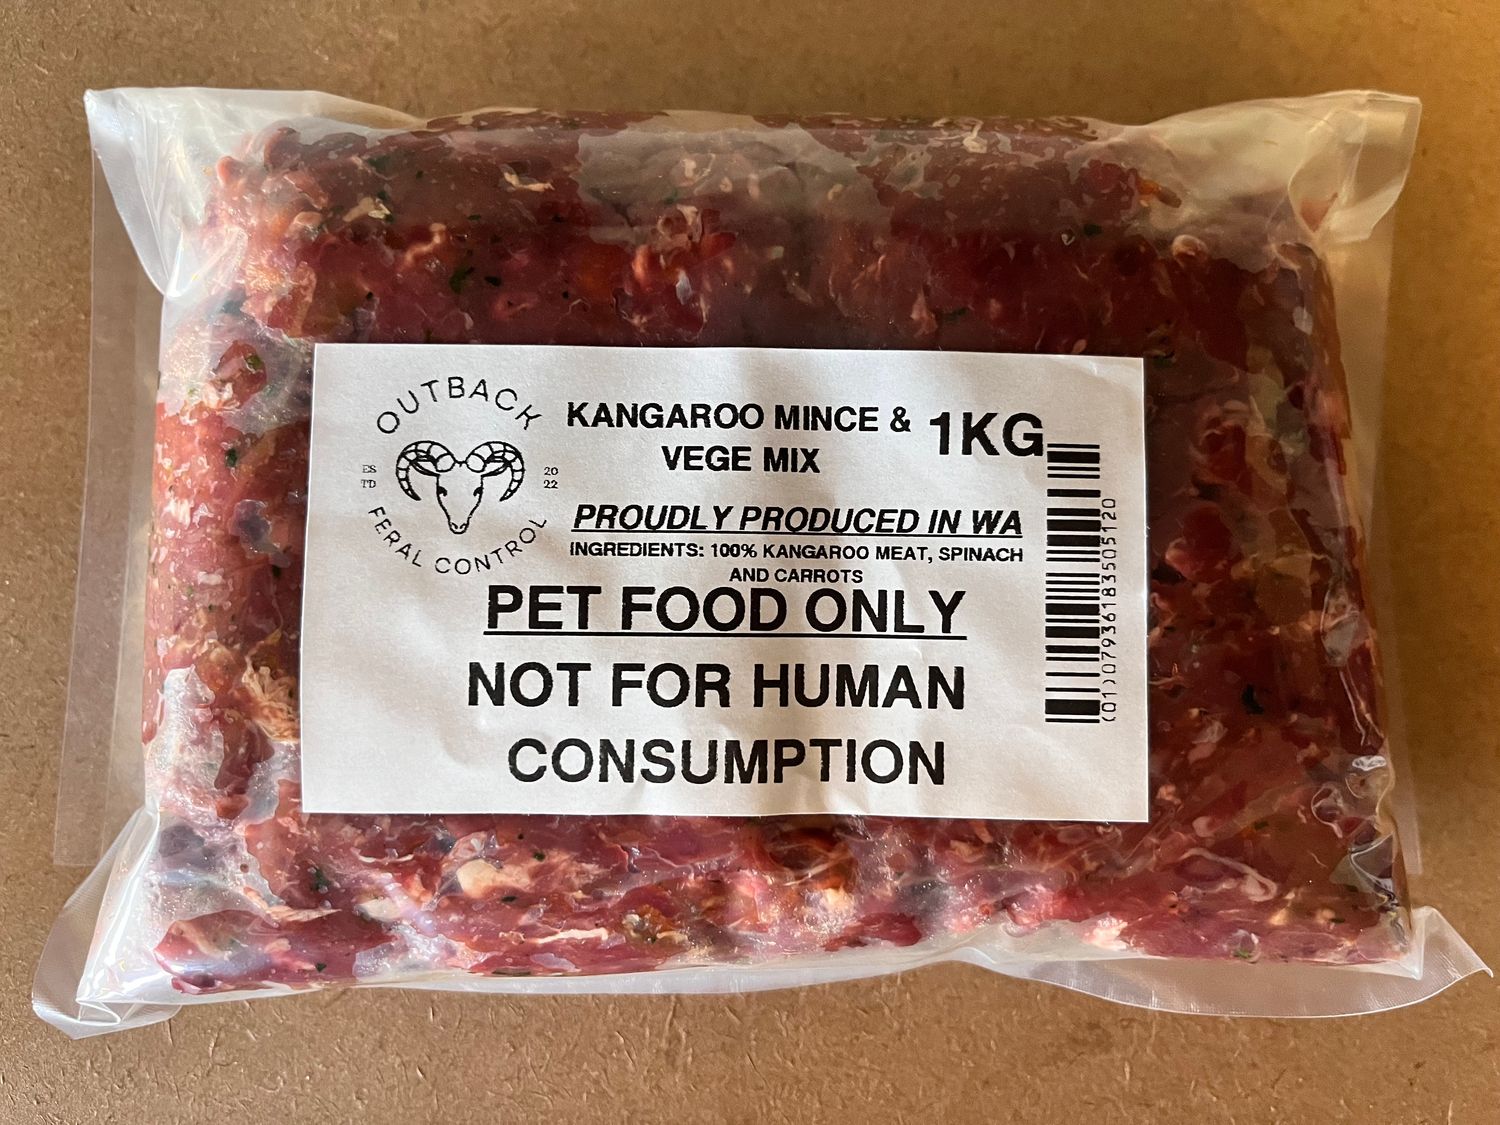 OUTBACK
ES
TD
20
22
FERAL CONTROL
KANGAROO MINCE &
VEGE MIX
1KG
PROUDLY PRODUCED IN WA
INGREDIENTS: 100% KANGAROO MEAT, SPINACH
AND CARROTS
PET FOOD ONLY
NOT FOR HUMAN
CONSUMPTION
(01)07936183505120